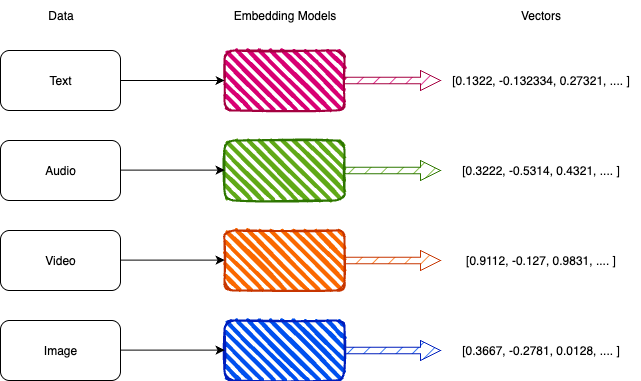 Data Embedding Models Vectors
Text [0.1322, -0.132334, 0.27321, .... ]
Audio [0.3222, -0.5314, 0.4321, .... ]
Video [0.9112, -0.127, 0.9831, .... ]
Image [0.3667, -0.2781, 0.0128, .... ]